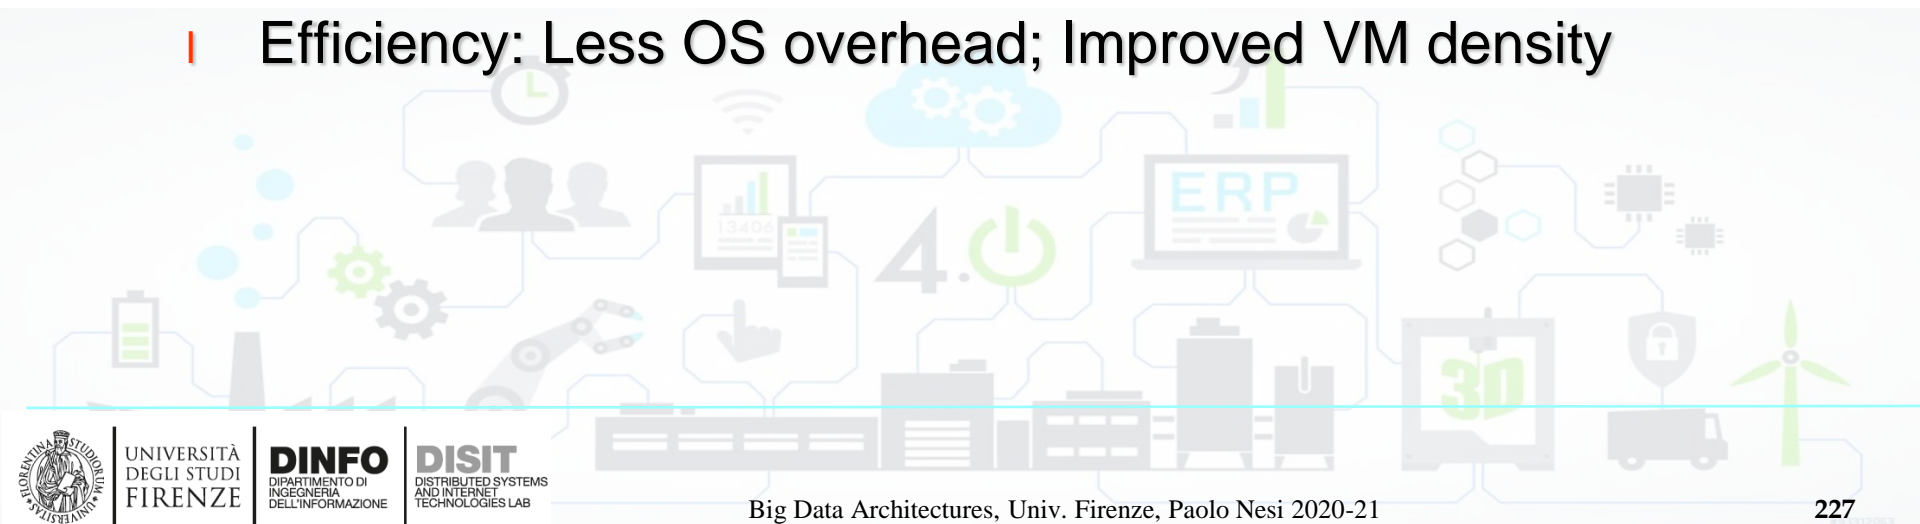 l Efficiency: Less OS overhead; Improved VM density
13406
4.
ERP
3D
UNIVERSITÀ
DEGLI STUDI
FIRENZE
DINFO
DIPARTIMENTO DI
INGEGNERIA
DELL'INFORMAZIONE
DISIT
DISTRIBUTED SYSTEMS
AND INTERNET
TECHNOLOGIES LAB
Big Data Architectures, Univ. Firenze, Paolo Nesi 2020-21
227